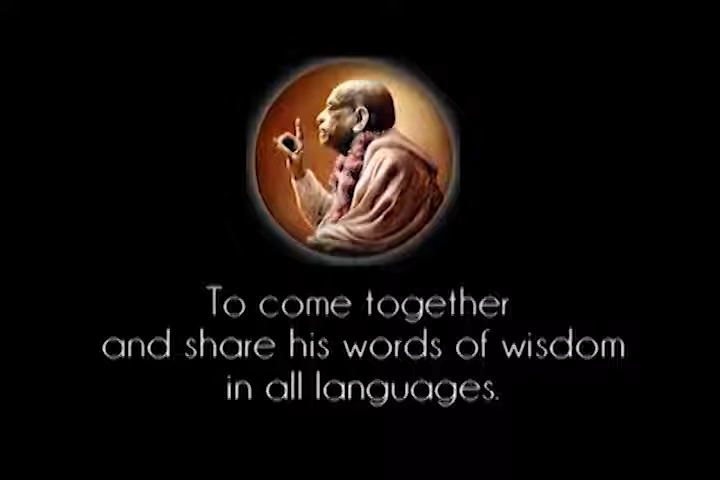 To come together
and share his words of wisdom
in all languages.